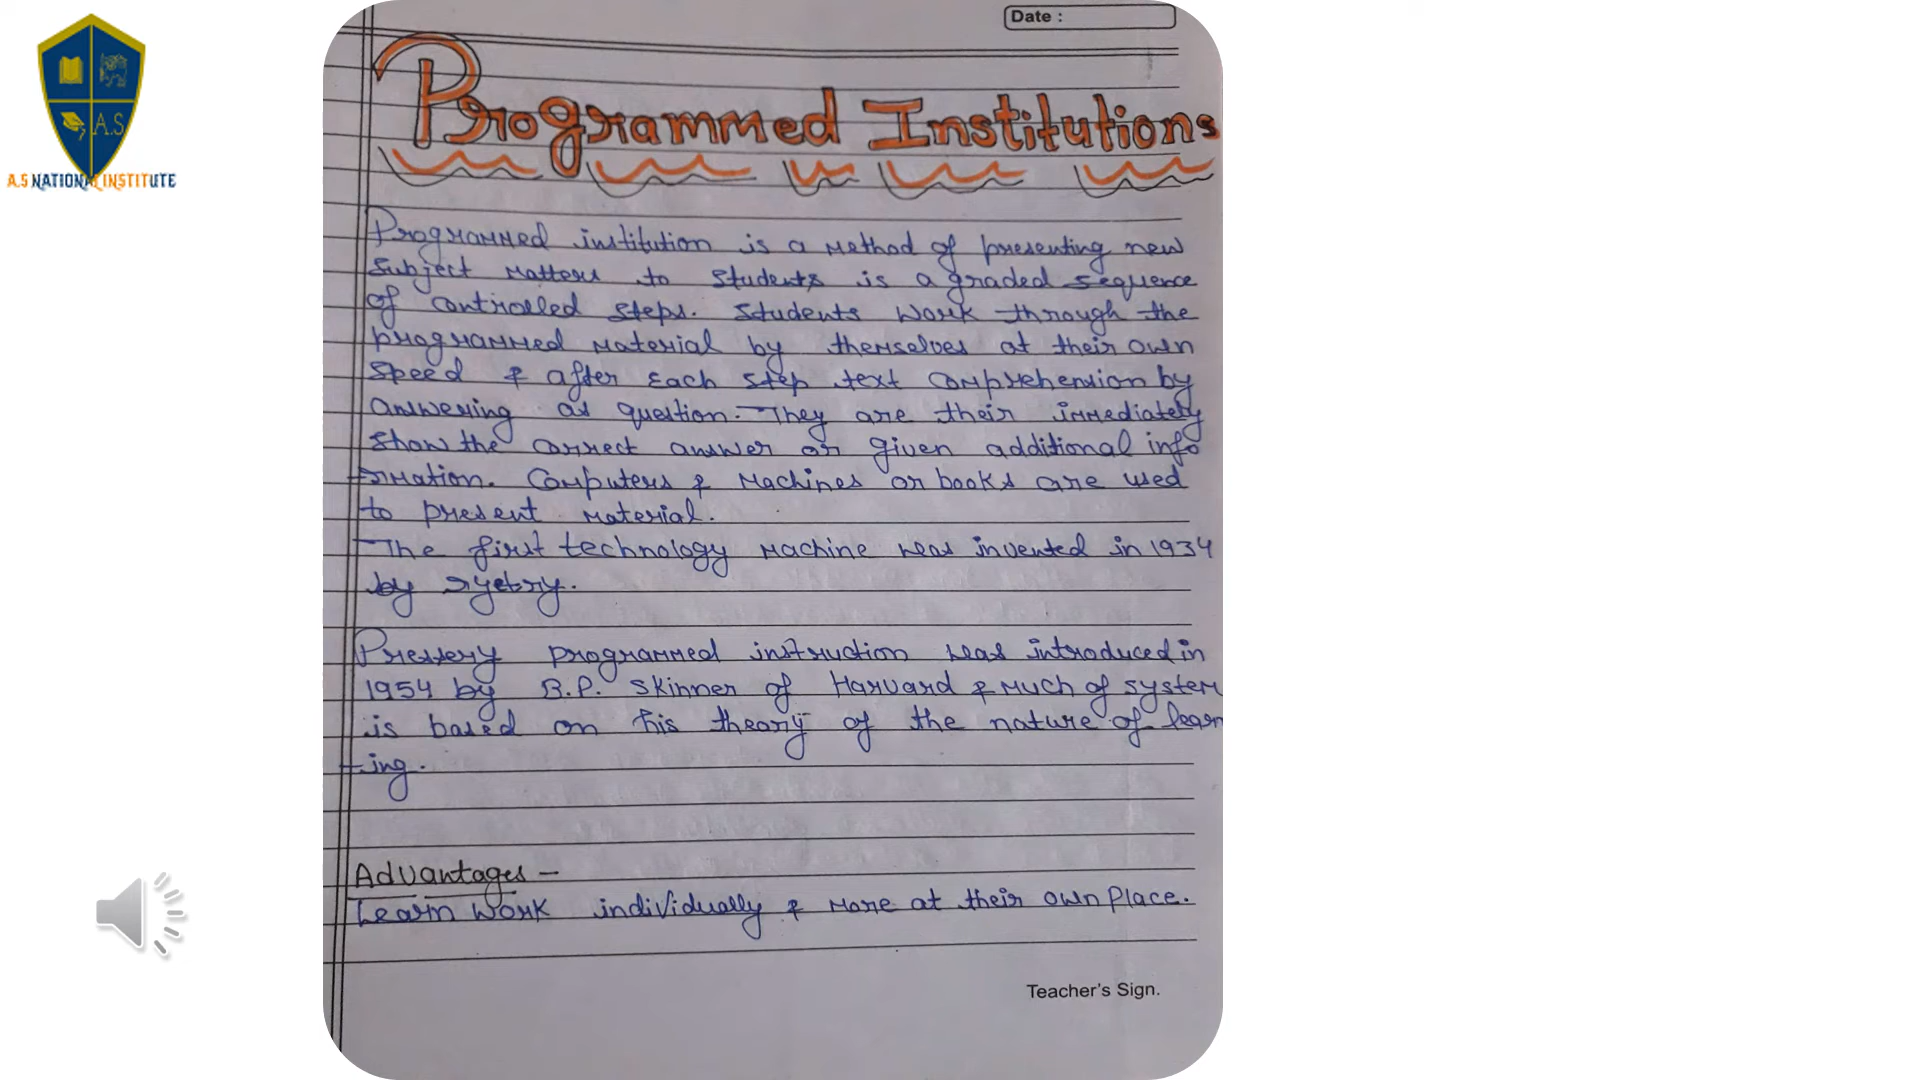 A.S NATIONAL INSTITUTE
A.S
Date :
Programmed Institutions
Programmed institution is a method of presenting new
subject matters to students is a graded sequence
of controlled steps. Students work through the
programmed material by themselves at their own
speed & after each step text comprehension by
answering as question. They are their immediately
show the correct answer or given additional info
-rmation. Computers & Machines or books are used
to present material.
The first technology machine was invented in 1934
by
programmed instruction was introduced in
1954 by B.P. Skinner of Harvard & much of system
is based on his theory of the nature of learn
-ing.
Advantages -
Learn work individually & more at their own place.
Teacher's Sign.